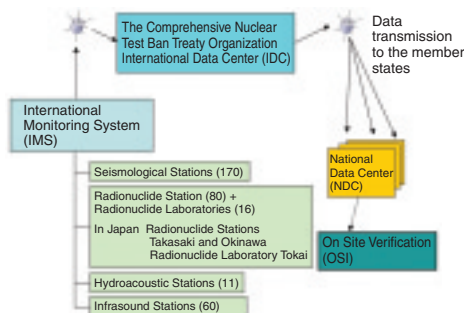 The Comprehensive Nuclear
Test Ban Treaty Organization
International Data Center (IDC)
Data
transmission
to the member
states
International
Monitoring System
(IMS)
National
Data Center
(NDC)
Seismological Stations (170)
Radionuclide Station (80) +
Radionuclide Laboratories (16)
In Japan Radionuclide Stations
Takasaki and Okinawa
Radionuclide Laboratory Tokai
On Site Verification
(OSI)
Hydroacoustic Stations (11)
Infrasound Stations (60)